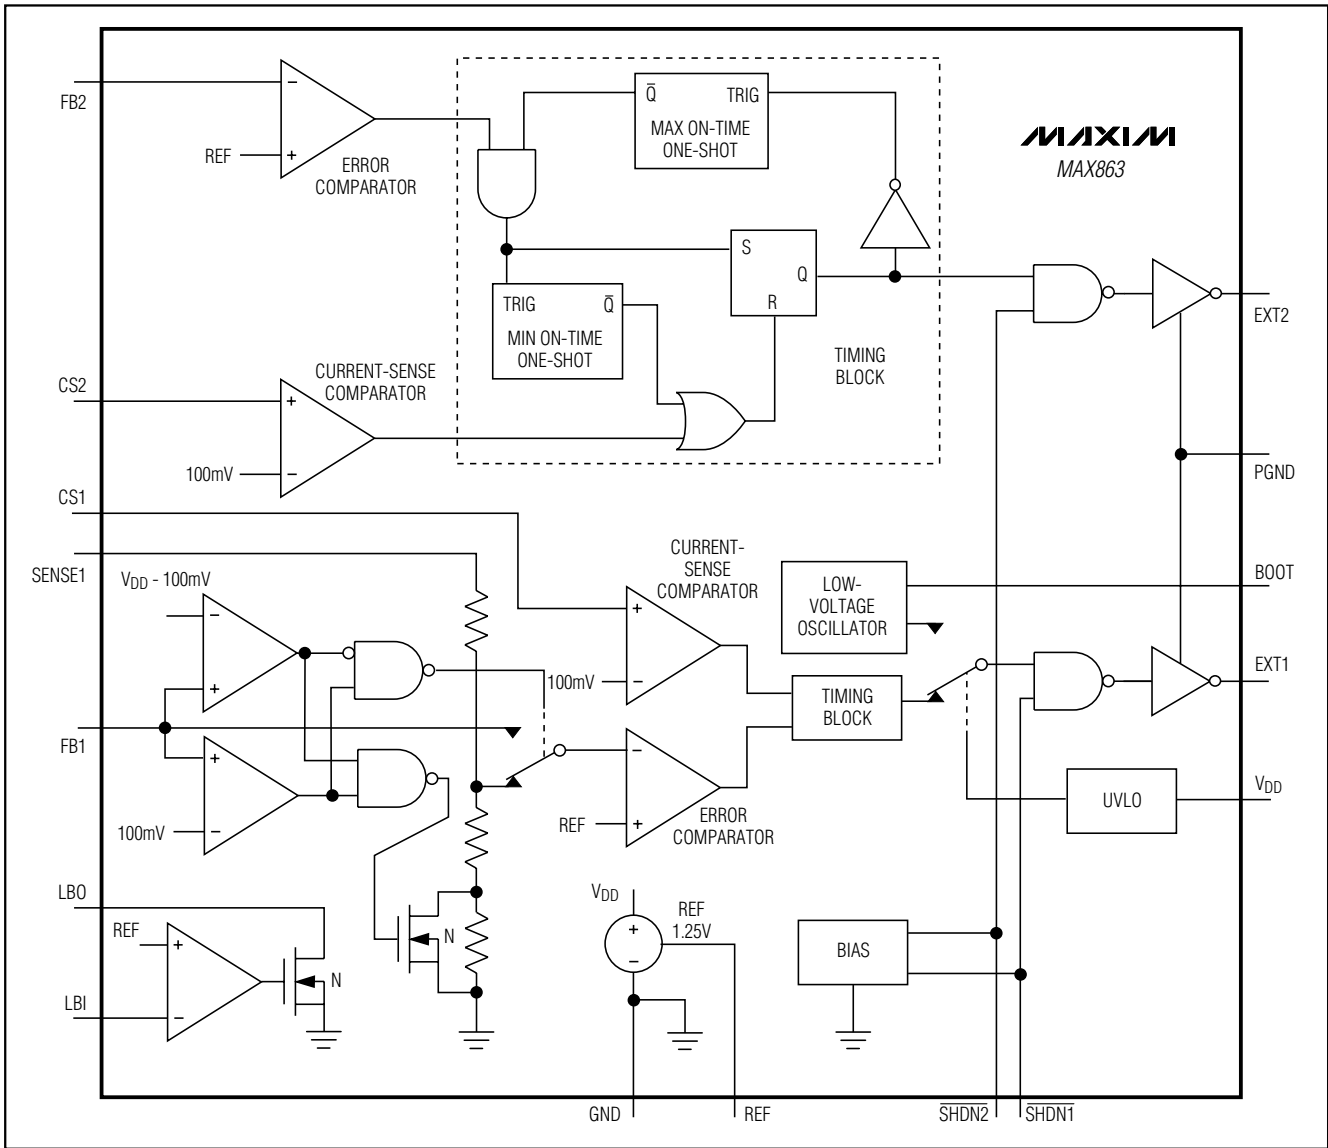 FB2
−
REF
+
ERROR
COMPARATOR
Q̅
TRIG
MAX ON-TIME
ONE-SHOT
MAXIM
MAX863
S
Q
R
TRIG
Q̅
MIN ON-TIME
ONE-SHOT
TIMING
BLOCK
EXT2
CS2
CURRENT-SENSE
COMPARATOR
+
100mV
−
PGND
CS1
SENSE1
VDD - 100mV
−
+
CURRENT-
SENSE
COMPARATOR
+
100mV
−
LOW-
VOLTAGE
OSCILLATOR
BOOT
EXT1
TIMING
BLOCK
FB1
+
100mV
−
−
REF
+
ERROR
COMPARATOR
UVLO
VDD
LBO
REF
+
LBI
−
N
N
VDD
+
−
REF
1.25V
BIAS
GND
REF
S̅H̅D̅N̅2̅
S̅H̅D̅N̅1̅